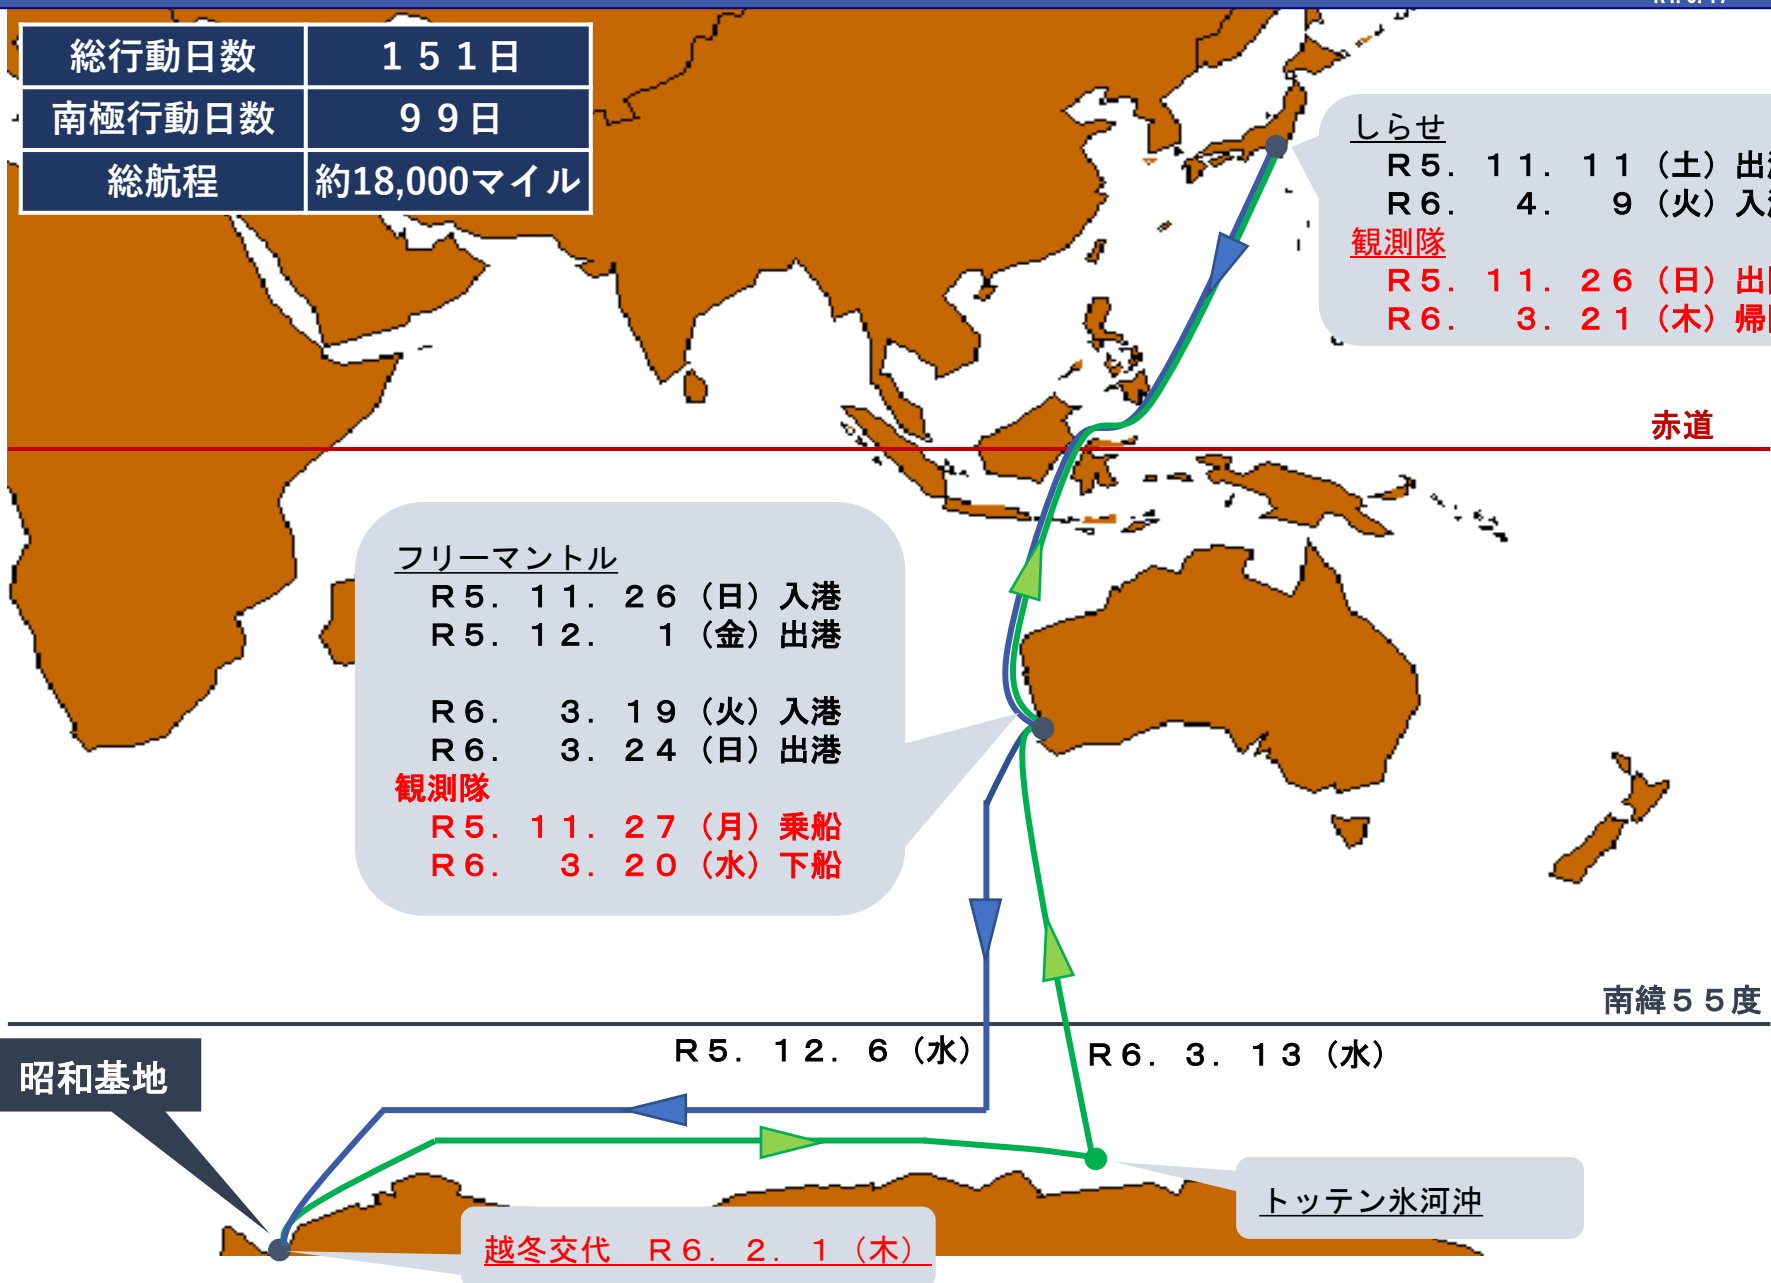 総行動日数 １５１日
南極行動日数 ９９日
総航程 約18,000マイル
しらせ
Ｒ５．１１．１１（土）出
Ｒ６．　４．　９（火）入
観測隊
Ｒ５．１１．２６（日）出
Ｒ６．　３．２１（木）帰
赤道
フリーマントル
Ｒ５．１１．２６（日）入港
Ｒ５．１２．　１（金）出港
Ｒ６．　３．１９（火）入港
Ｒ６．　３．２４（日）出港
観測隊
Ｒ５．１１．２７（月）乗船
Ｒ６．　３．２０（水）下船
南緯５５度
Ｒ５．１２．６（水）
Ｒ６．３．１３（水）
昭和基地
トッテン氷河沖
越冬交代　Ｒ６．２．１（木）